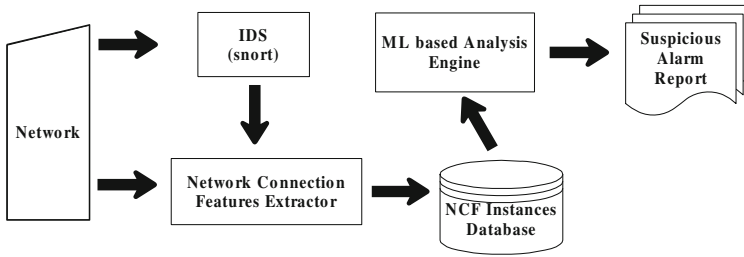 Network
IDS
(snort)
Network Connection
Features Extractor
NCF Instances
Database
ML based Analysis
Engine
Suspicious
Alarm
Report